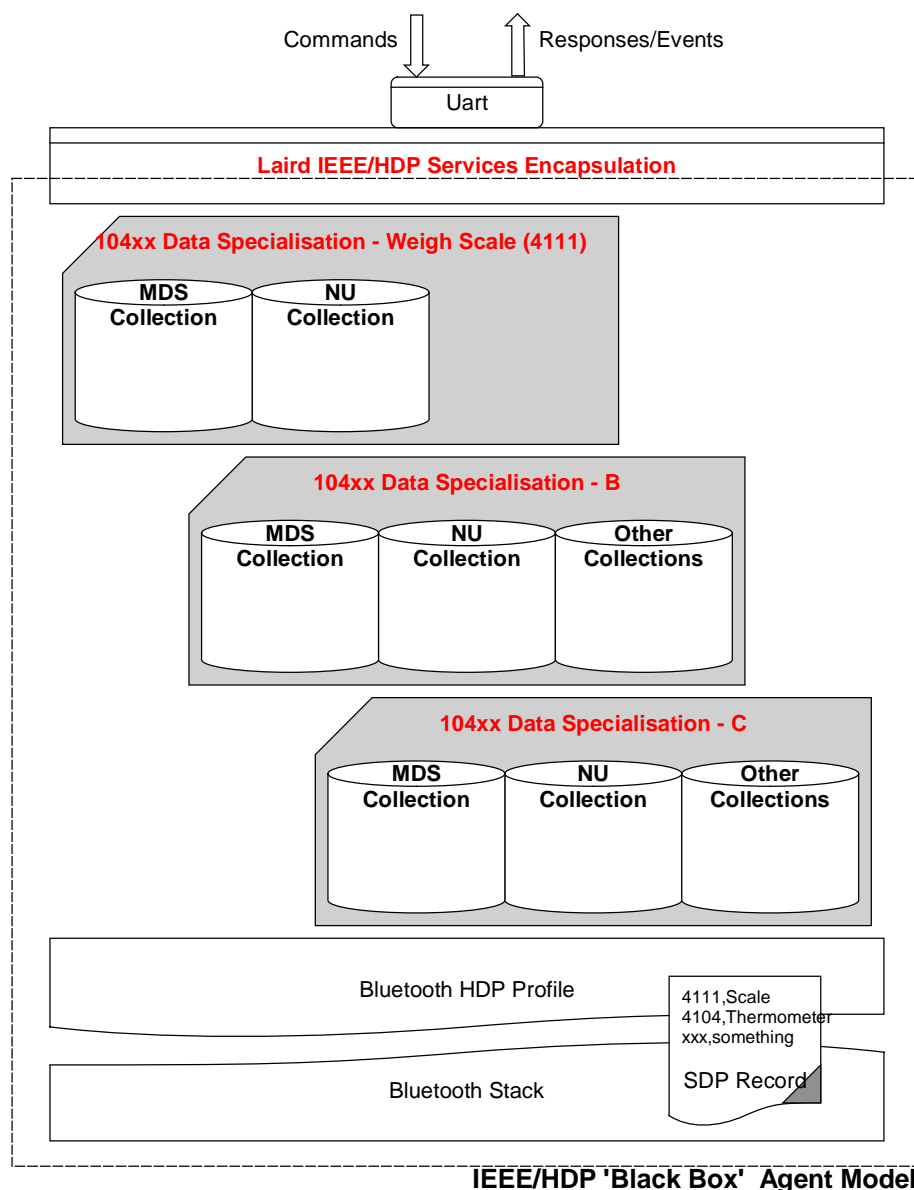 Commands
Responses/Events
Uart
Laird IEEE/HDP Services Encapsulation
104xx Data Specialisation - Weigh Scale (4111)
MDS
Collection
NU
Collection
104xx Data Specialisation - B
MDS
Collection
NU
Collection
Other
Collections
104xx Data Specialisation - C
MDS
Collection
NU
Collection
Other
Collections
Bluetooth HDP Profile
4111,Scale
4104,Thermometer
xxx,something
SDP Record
Bluetooth Stack
IEEE/HDP 'Black Box'  Agent Model